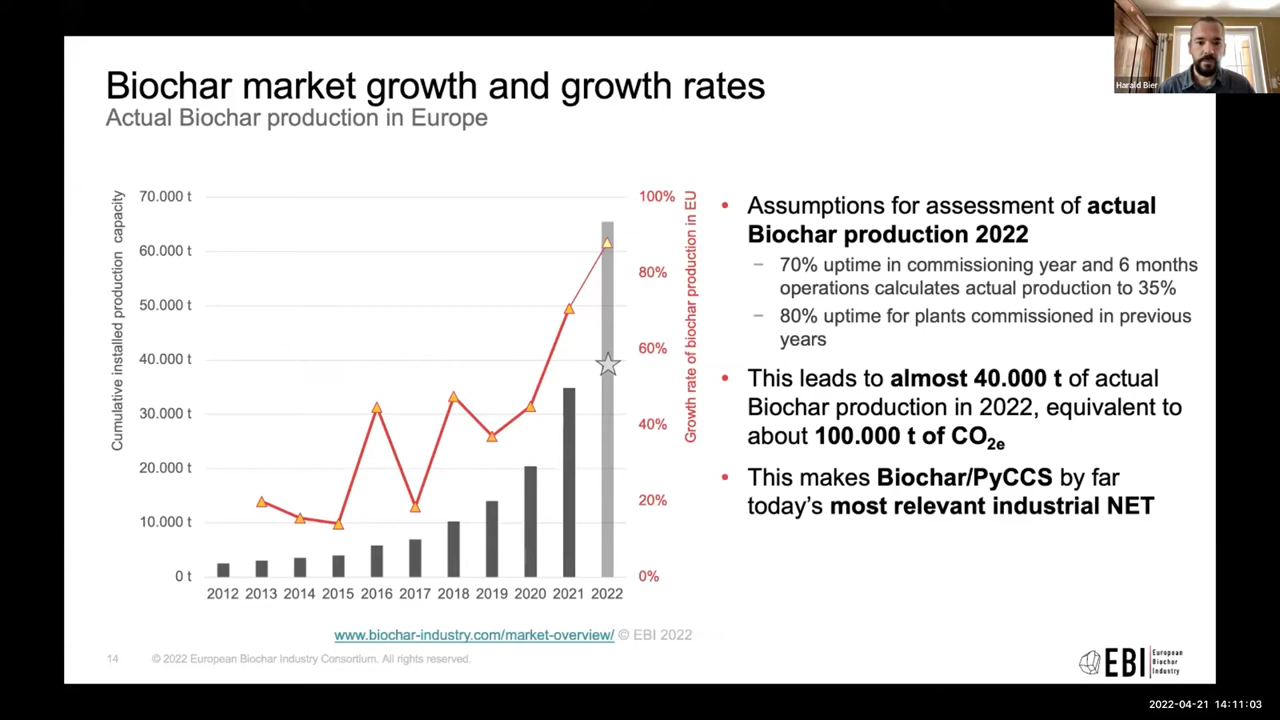 Harald Bier
Biochar market growth and growth rates
Actual Biochar production in Europe
Cumulative installed production capacity
70.000 t
60.000 t
50.000 t
40.000 t
30.000 t
20.000 t
10.000 t
0 t
2012 2013 2014 2015 2016 2017 2018 2019 2020 2021 2022
100%
80%
60%
40%
20%
0%
Growth rate of biochar production in EU
• Assumptions for assessment of actual
Biochar production 2022
– 70% uptime in commissioning year and 6 months
operations calculates actual production to 35%
– 80% uptime for plants commissioned in previous
years
• This leads to almost 40.000 t of actual
Biochar production in 2022, equivalent to
about 100.000 t of CO2e
• This makes Biochar/PyCCS by far
today's most relevant industrial NET
www.biochar-industry.com/market-overview/ © EBI 2022
14 © 2022 European Biochar Industry Consortium. All rights reserved.
EBI
European
Biochar
Industry
2022-04-21 14:11:03